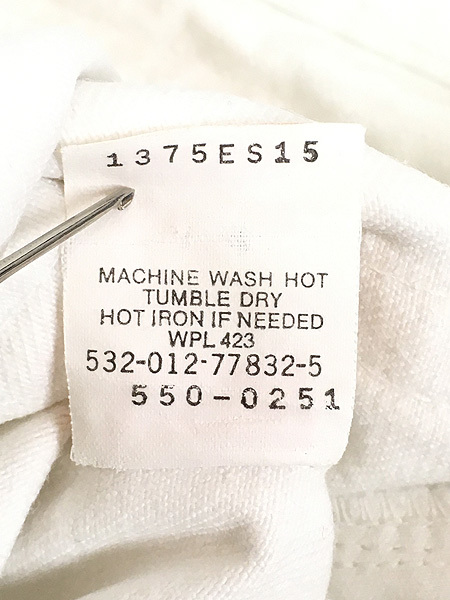 1375ES15
MACHINE WASH HOT
TUMBLE DRY
HOT IRON IF NEEDED
WPL 423
532-012-77832-5
550-0251